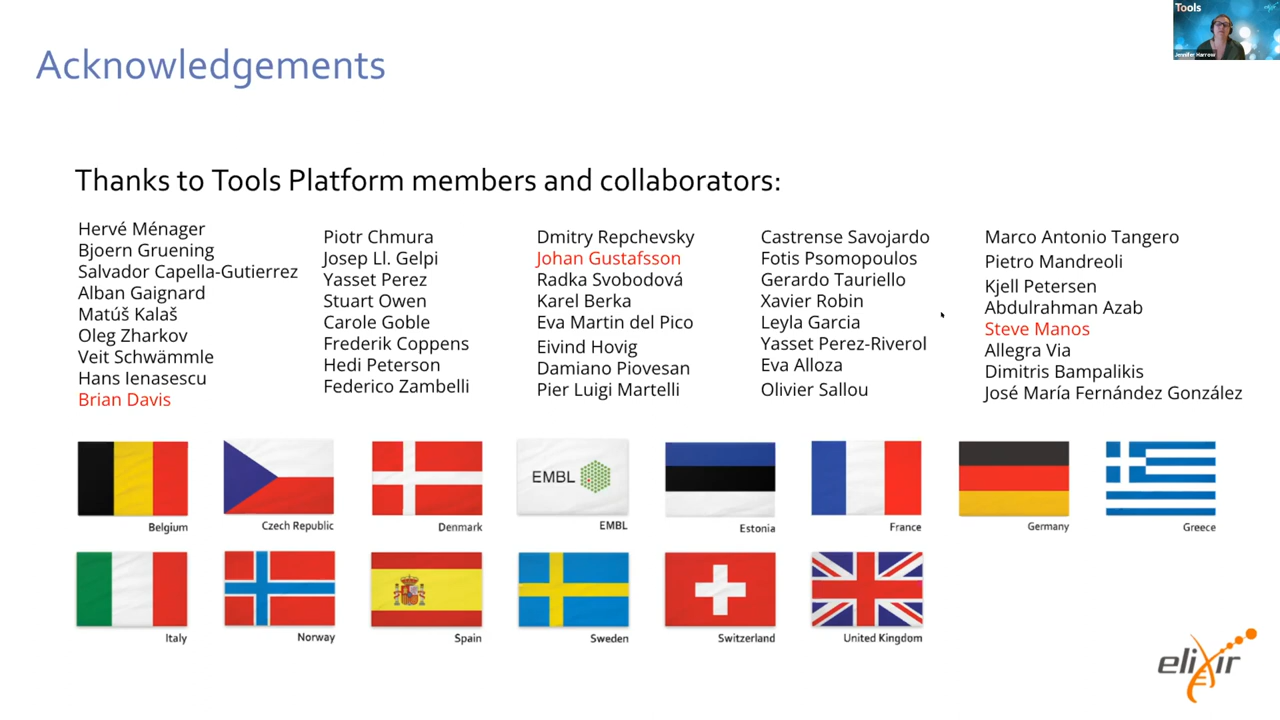 Tools
Jennifer Harrow
Acknowledgements
Thanks to Tools Platform members and collaborators:
Hervé Ménager
Bjoern Gruening
Salvador Capella-Gutierrez
Alban Gaignard
Matúš Kalaš
Oleg Zharkov
Veit Schwämmle
Hans Ienasescu
Brian Davis
Piotr Chmura
Josep Ll. Gelpi
Yasset Perez
Stuart Owen
Carole Goble
Frederik Coppens
Hedi Peterson
Federico Zambelli
Dmitry Repchevsky
Johan Gustafsson
Radka Svobodová
Karel Berka
Eva Martin del Pico
Eivind Hovig
Damiano Piovesan
Pier Luigi Martelli
Castrense Savojardo
Fotis Psomopoulos
Gerardo Tauriello
Xavier Robin
Leyla Garcia
Yasset Perez-Riverol
Eva Alloza
Olivier Sallou
Marco Antonio Tangero
Pietro Mandreoli
Kjell Petersen
Abdulrahman Azab
Steve Manos
Allegra Via
Dimitris Bampalikis
José María Fernández González
EMBL
Belgium
Czech Republic
Denmark
EMBL
Estonia
France
Germany
Greece
Italy
Norway
Spain
Sweden
Switzerland
United Kingdom
elixir